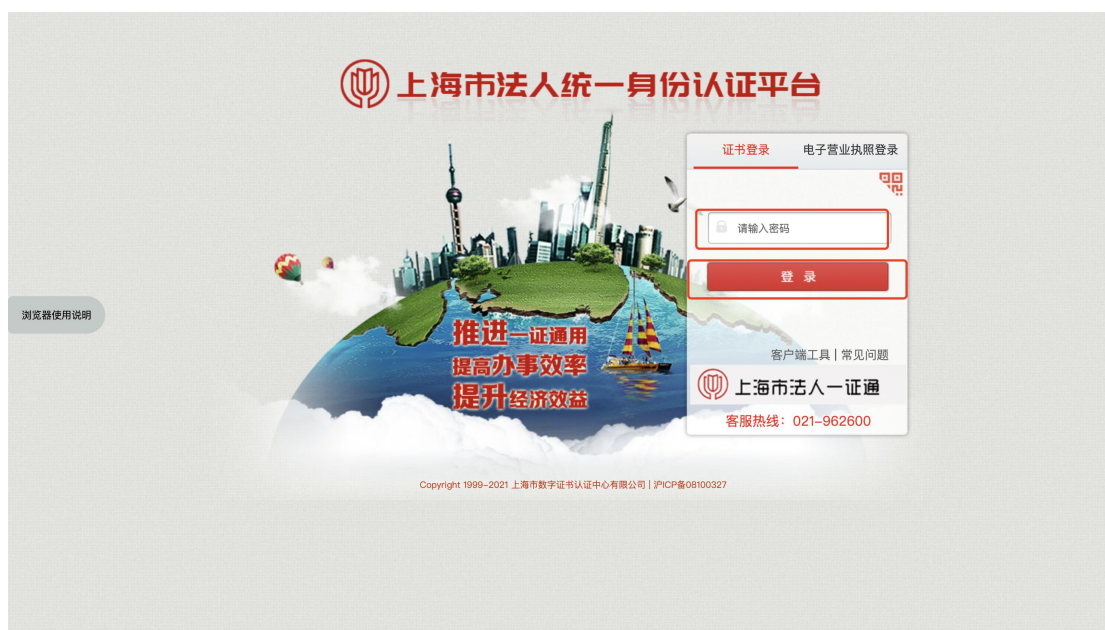 上海市法人统一身份认证平台
证书登录 电子营业执照登录
请输入密码
登 录
浏览器使用说明
推进一证通用
提高办事效率
提升经济效益
客户端工具 | 常见问题
上海市法人一证通
客服热线：021-962600
Copyright 1999-2021 上海市数字证书认证中心有限公司 | 沪ICP备08100327